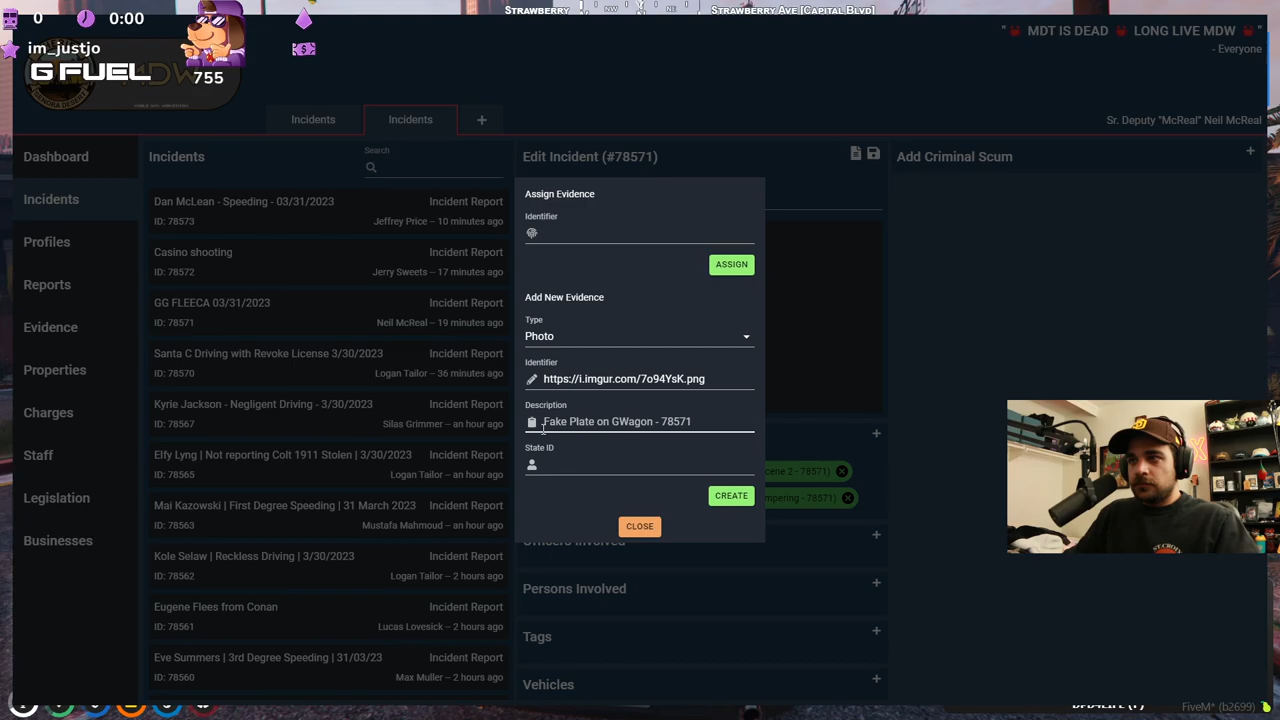 0
0:00
STRAWBERRY
NW
NE
STRAWBERRY AVE [CAPITAL BLVD]
im_justjo
G FUEL
755
" MDT IS DEAD LONG LIVE MDW "
- Everyone
Incidents
Incidents
+
Sr. Deputy "McReal" Neil McReal
Dashboard
Incidents
Profiles
Reports
Evidence
Properties
Charges
Staff
Legislation
Businesses
Incidents
Search
Dan McLean - Speeding - 03/31/2023 Incident Report
ID: 78573 Jeffrey Price – 10 minutes ago
Casino shooting Incident Report
ID: 78572 Jerry Sweets – 17 minutes ago
GG FLEECA 03/31/2023 Incident Report
ID: 78571 Neil McReal – 19 minutes ago
Santa C Driving with Revoke License 3/30/2023 Incident Report
ID: 78570 Logan Tailor – 36 minutes ago
Kyrie Jackson - Negligent Driving - 3/30/2023 Incident Report
ID: 78567 Silas Grimmer – an hour ago
Elfy Lyng | Not reporting Colt 1911 Stolen | 3/30/2023 Incident Report
ID: 78565 Logan Tailor – an hour ago
Mai Kazowski | First Degree Speeding | 31 March 2023 Incident Report
ID: 78563 Mustafa Mahmoud – an hour ago
Kole Selaw | Reckless Driving | 3/30/2023 Incident Report
ID: 78562 Logan Tailor – 2 hours ago
Eugene Flees from Conan Incident Report
ID: 78561 Lucas Lovesick – 2 hours ago
Eve Summers | 3rd Degree Speeding | 31/03/23 Incident Report
ID: 78560 Max Muller – 2 hours ago
Edit Incident (#78571)
Assign Evidence
Identifier
ASSIGN
Add New Evidence
Type
Photo
Identifier
https://i.imgur.com/7o94YsK.png
Description
Fake Plate on GWagon - 78571
State ID
CREATE
CLOSE
cene 2 - 78571)
mpering - 78571)
Officers Involved
Persons Involved
Tags
Vehicles
Add Criminal Scum
FiveM* (b2699)